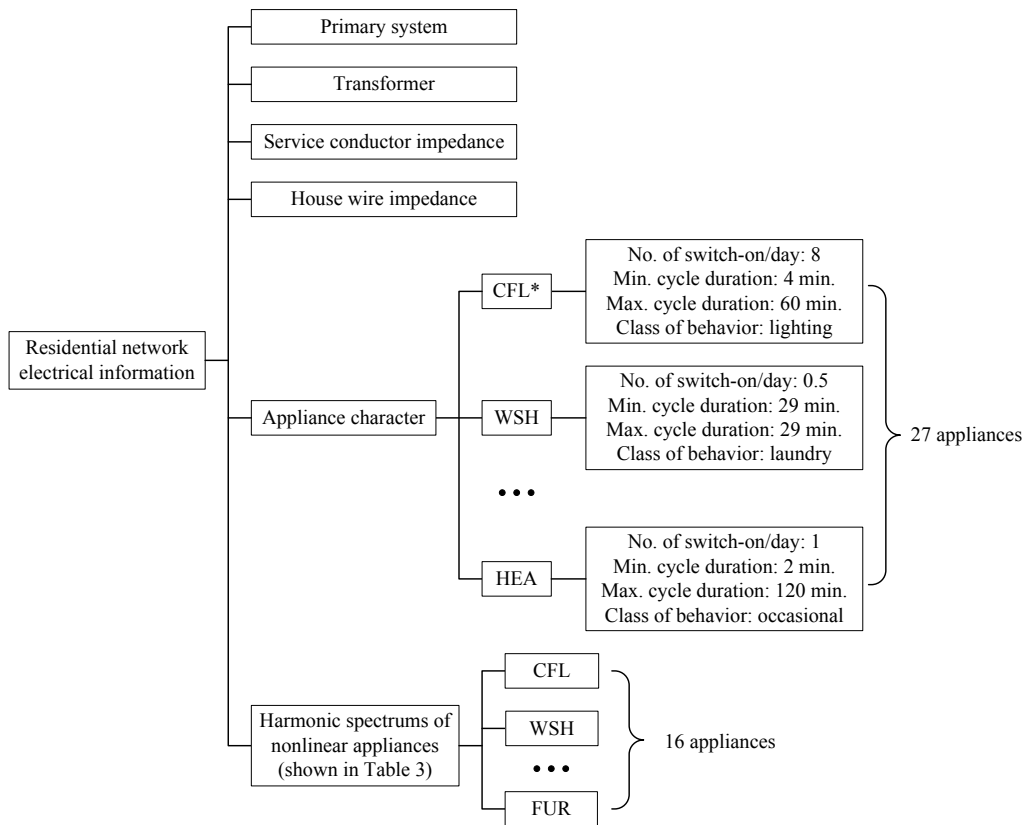 Primary system
Transformer
Service conductor impedance
House wire impedance
Residential network
electrical information
Appliance character
CFL*
No. of switch-on/day: 8
Min. cycle duration: 4 min.
Max. cycle duration: 60 min.
Class of behavior: lighting
WSH
No. of switch-on/day: 0.5
Min. cycle duration: 29 min.
Max. cycle duration: 29 min.
Class of behavior: laundry
•••
HEA
No. of switch-on/day: 1
Min. cycle duration: 2 min.
Max. cycle duration: 120 min.
Class of behavior: occasional
27 appliances
Harmonic spectrums of
nonlinear appliances
(shown in Table 3)
CFL
WSH
•••
FUR
16 appliances